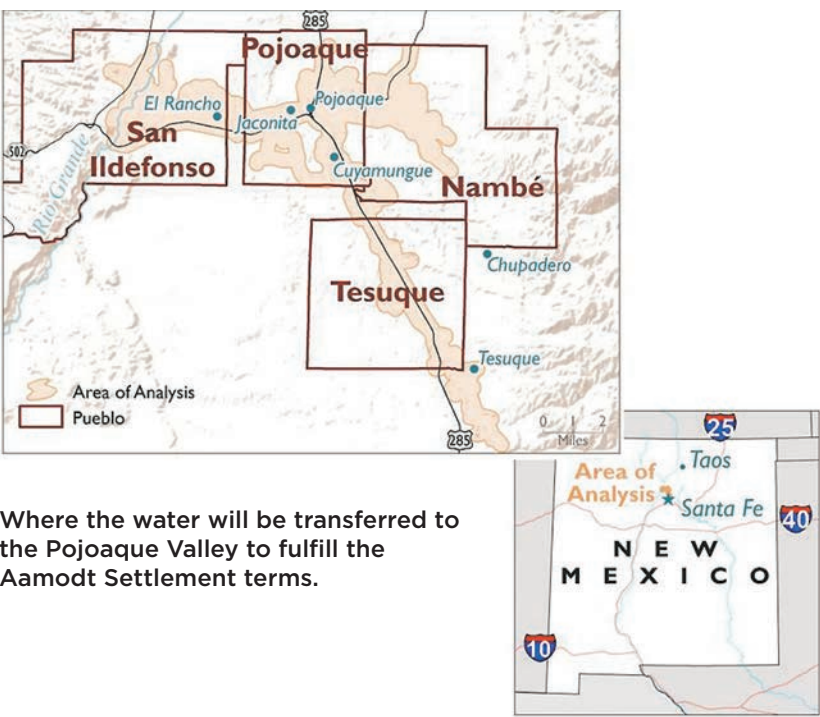 285
Pojoaque
El Rancho
Jaconita
Pojoaque
San
Ildefonso
502
Rio Grande
Cuyamungue
Nambé
Chupadero
Tesuque
Tesuque
Area of Analysis
Pueblo
285
0 1 2
Miles
25
Taos
Area of
Analysis
Santa Fe
40
NEW
MEXICO
10
Where the water will be transferred to
the Pojoaque Valley to fulfill the
Aamodt Settlement terms.